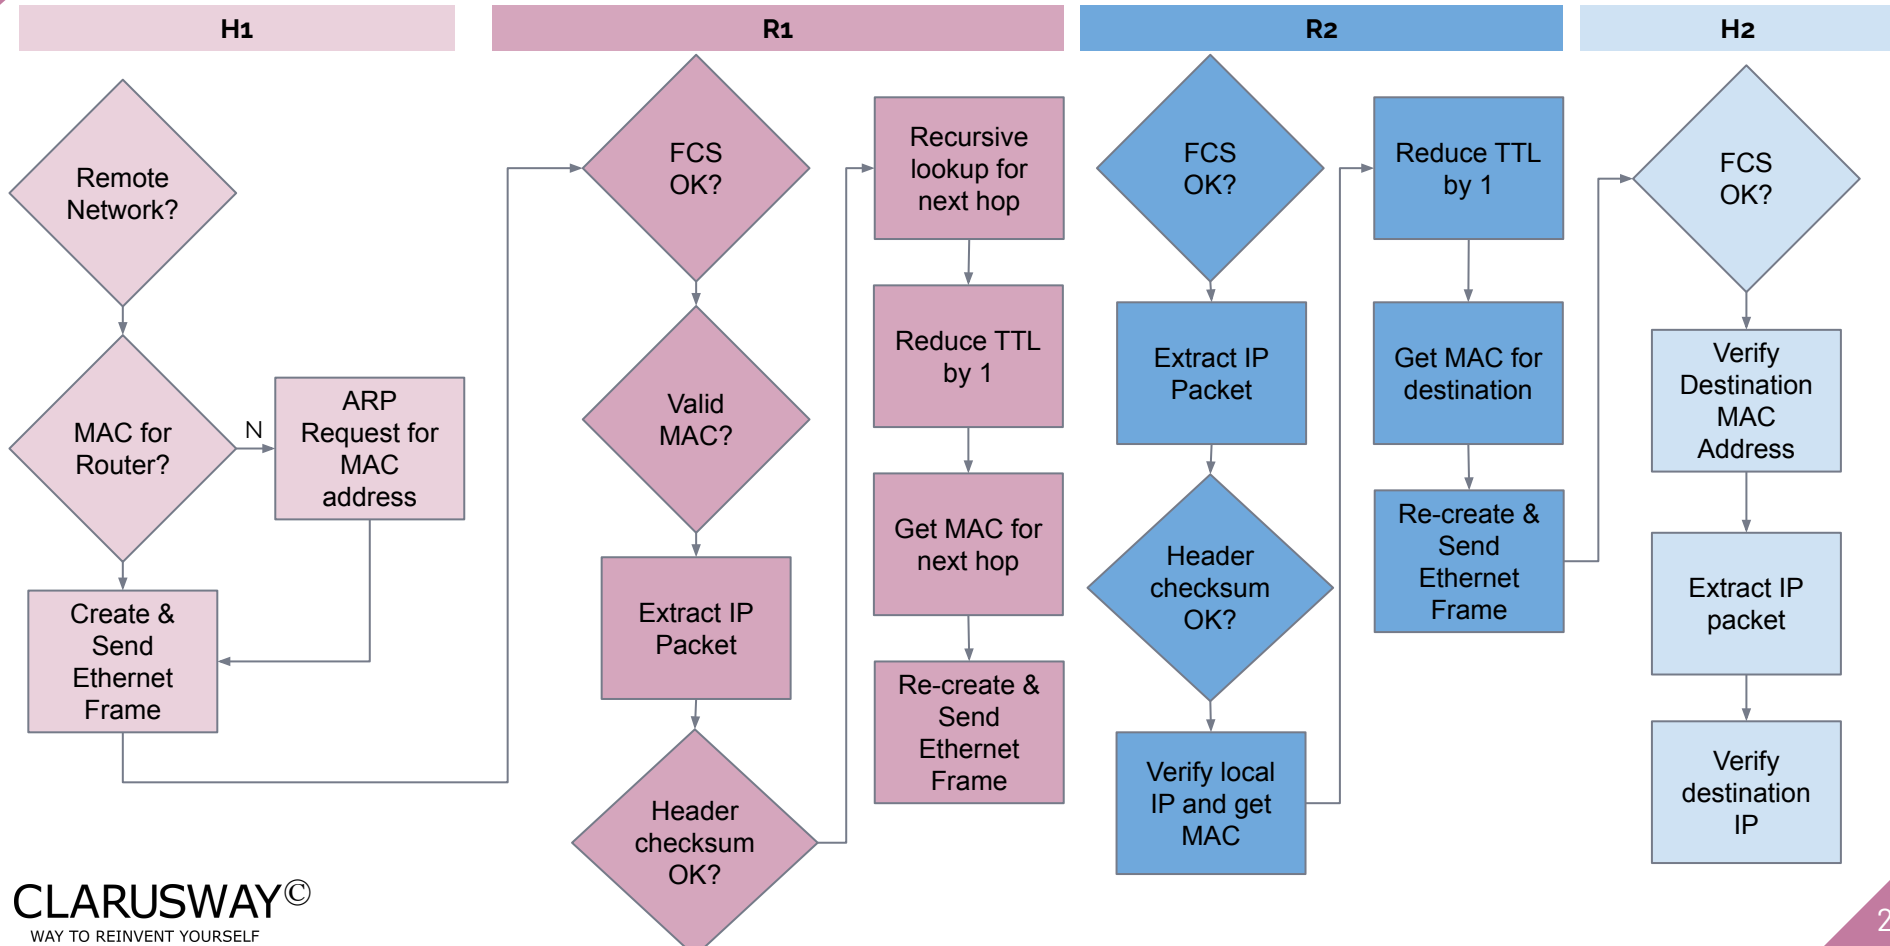 H1
R1
R2
H2
Remote
Network?
MAC for
Router?
N
ARP
Request for
MAC
address
Create &
Send
Ethernet
Frame
FCS
OK?
Valid
MAC?
Extract IP
Packet
Header
checksum
OK?
Recursive
lookup for
next hop
Reduce TTL
by 1
Get MAC for
next hop
Re-create &
Send
Ethernet
Frame
FCS
OK?
Extract IP
Packet
Header
checksum
OK?
Verify local
IP and get
MAC
Reduce TTL
by 1
Get MAC for
destination
Re-create &
Send
Ethernet
Frame
FCS
OK?
Verify
Destination
MAC
Address
Extract IP
packet
Verify
destination
IP
CLARUSWAY©
WAY TO REINVENT YOURSELF